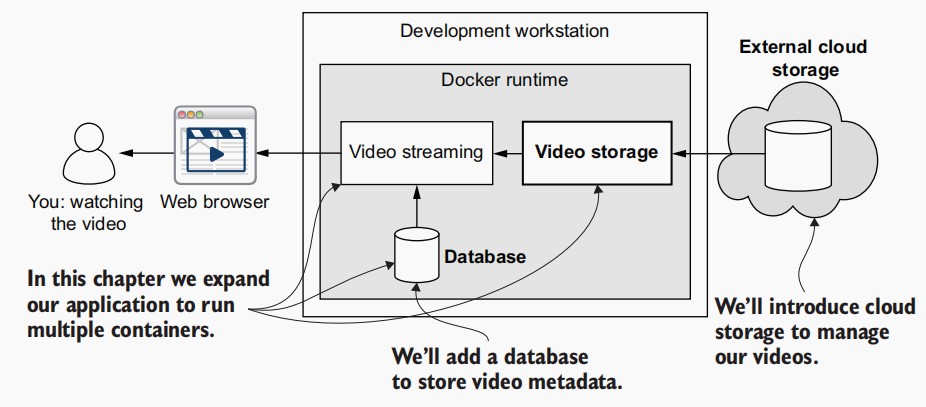 Development workstation
Docker runtime
External cloud
storage
Video streaming
Video storage
You: watching
the video
Web browser
Database
In this chapter we expand
our application to run
multiple containers.
We'll add a database
to store video metadata.
We'll introduce cloud
storage to manage
our videos.